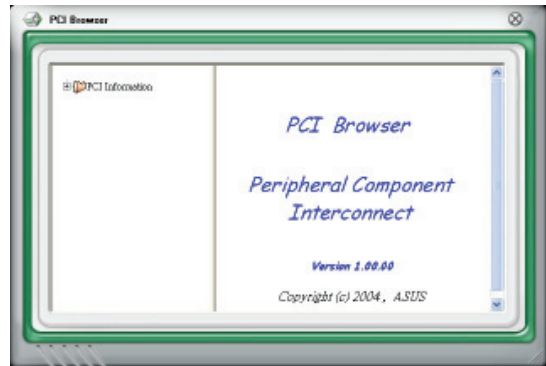 PCI Browser
PCI Information
PCI Browser
Peripheral Component
Interconnect
Version 1.00.00
Copyright (c) 2004, ASUS